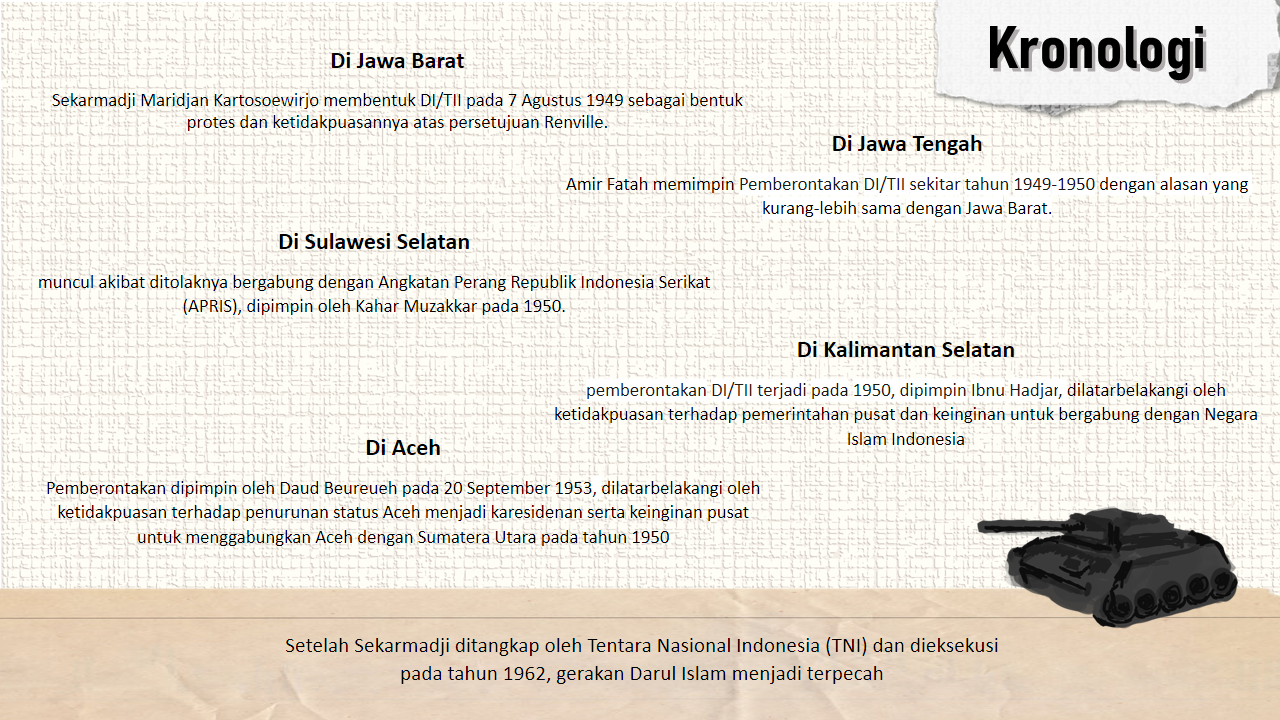 Kronologi
Di Jawa Barat
Sekarmadji Maridjan Kartosoewirjo membentuk DI/TII pada 7 Agustus 1949 sebagai bentuk
protes dan ketidakpuasannya atas persetujuan Renville.
Di Jawa Tengah
Amir Fatah memimpin Pemberontakan DI/TII sekitar tahun 1949-1950 dengan alasan yang
kurang-lebih sama dengan Jawa Barat.
Di Sulawesi Selatan
muncul akibat ditolaknya bergabung dengan Angkatan Perang Republik Indonesia Serikat
(APRIS), dipimpin oleh Kahar Muzakkar pada 1950.
Di Kalimantan Selatan
pemberontakan DI/TII terjadi pada 1950, dipimpin Ibnu Hadjar, dilatarbelakangi oleh
ketidakpuasan terhadap pemerintahan pusat dan keinginan untuk bergabung dengan Negara
Islam Indonesia
Di Aceh
Pemberontakan dipimpin oleh Daud Beureueh pada 20 September 1953, dilatarbelakangi oleh
ketidakpuasan terhadap penurunan status Aceh menjadi karesidenan serta keinginan pusat
untuk menggabungkan Aceh dengan Sumatera Utara pada tahun 1950
Setelah Sekarmadji ditangkap oleh Tentara Nasional Indonesia (TNI) dan dieksekusi
pada tahun 1962, gerakan Darul Islam menjadi terpecah